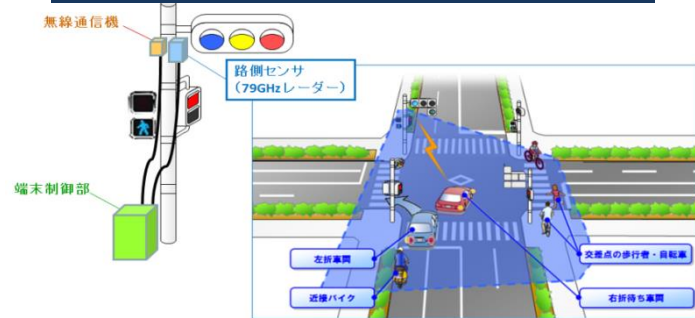 無線通信機
路側センサ
(79GHzレーダー)
端末制御部
左折車両
近接バイク
交差点の歩行者・自転車
右折待ち車両